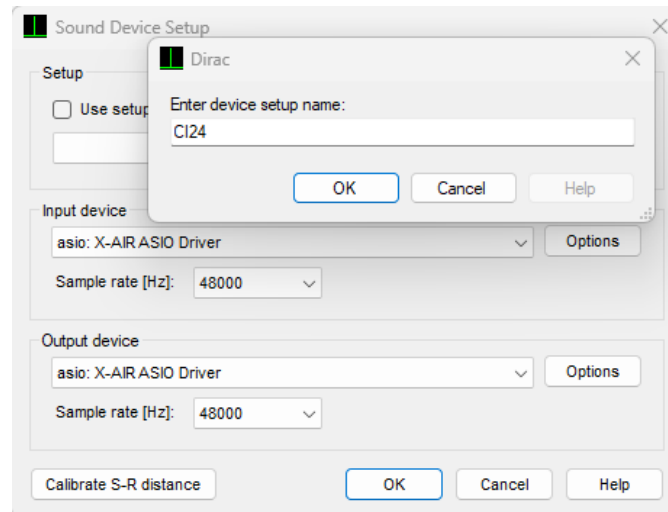 Sound Device Setup
Dirac
Setup
Use setup
Enter device setup name:
CI24
OK
Cancel
Help
Input device
asio: X-AIR ASIO Driver
Options
Sample rate [Hz]:
48000
Output device
asio: X-AIR ASIO Driver
Options
Sample rate [Hz]:
48000
Calibrate S-R distance
OK
Cancel
Help